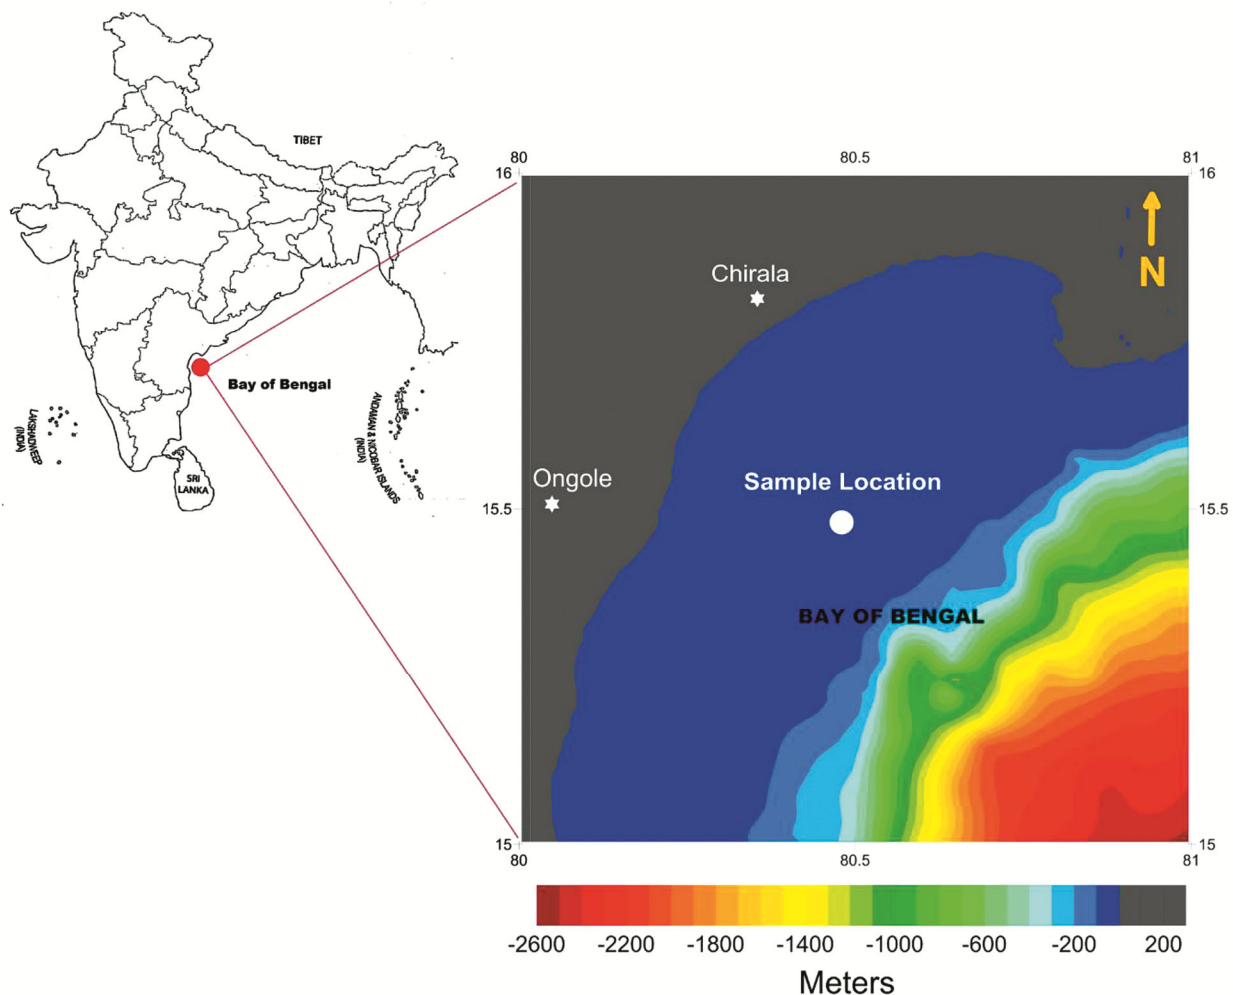 TIBET
Bay of Bengal
LAKSHADWEEP
(INDIA)
ANDAMAN & NICOBAR ISLANDS
(INDIA)
SRI
LANKA
80 80.5 81
16 16
N
Chirala
Ongole
Sample Location
15.5 15.5
BAY OF BENGAL
15 15
80 80.5 81
-2600 -2200 -1800 -1400 -1000 -600 -200 200
Meters